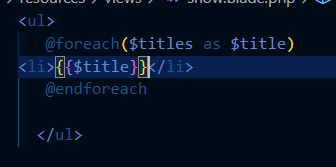 resources > views > show.blade.php
<ul>
@foreach($titles as $title)
<li>{{$title}}</li>
@endforeach
</ul>